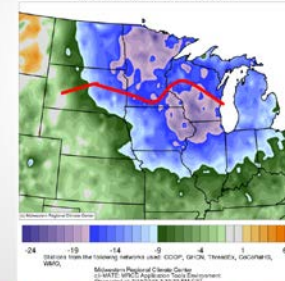 (c) Midwestern Regional Climate Center
-24 -19 -14 -9 -4 1 6
Stations from the following networks used: COOP, GHCN, ThreadEx, CoCoRaHS,
WMO,
Midwestern Regional Climate Center
cli-MATE: MRCC Application Tools Environment